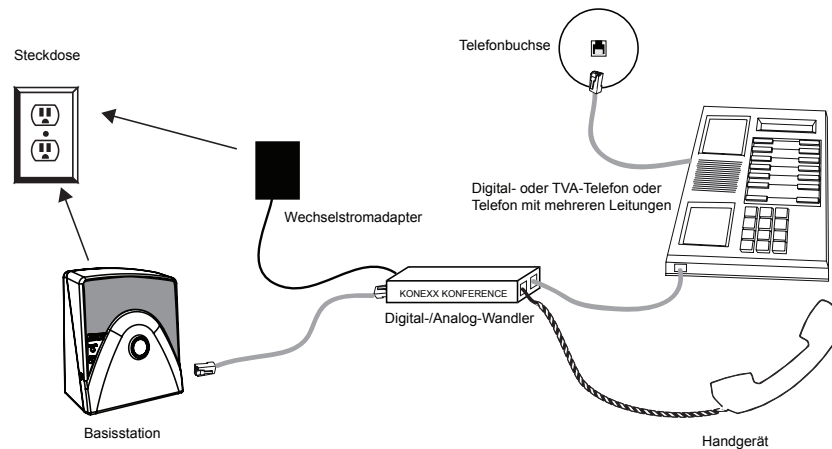 Telefonbuchse
Steckdose
Digital- oder TVA-Telefon oder
Telefon mit mehreren Leitungen
Wechselstromadapter
KONEXX KONFERENCE
Digital-/Analog-Wandler
Basisstation
Handgerät